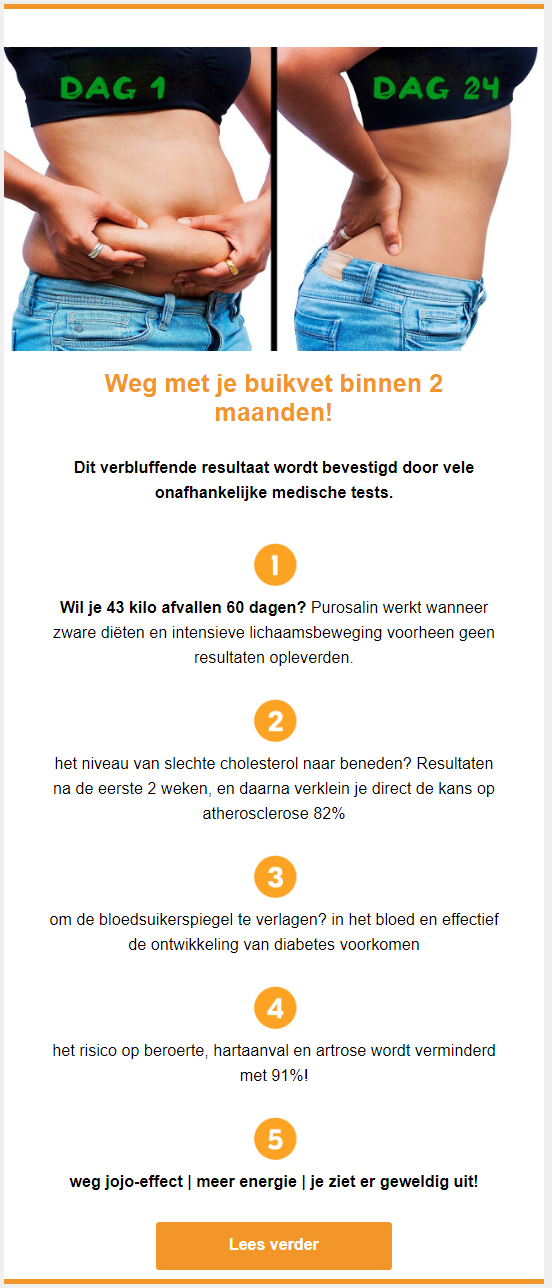 DAG 1
DAG 24
Weg met je buikvet binnen 2
maanden!
Dit verbluffende resultaat wordt bevestigd door vele
onafhankelijke medische tests.
1
Wil je 43 kilo afvallen 60 dagen? Purosalin werkt wanneer
zware diëten en intensieve lichaamsbeweging voorheen geen
resultaten opleverden.
2
het niveau van slechte cholesterol naar beneden? Resultaten
na de eerste 2 weken, en daarna verklein je direct de kans op
atherosclerose 82%
3
om de bloedsuikerspiegel te verlagen? in het bloed en effectief
de ontwikkeling van diabetes voorkomen
4
het risico op beroerte, hartaanval en artrose wordt verminderd
met 91%!
5
weg jojo-effect | meer energie | je ziet er geweldig uit!
Lees verder